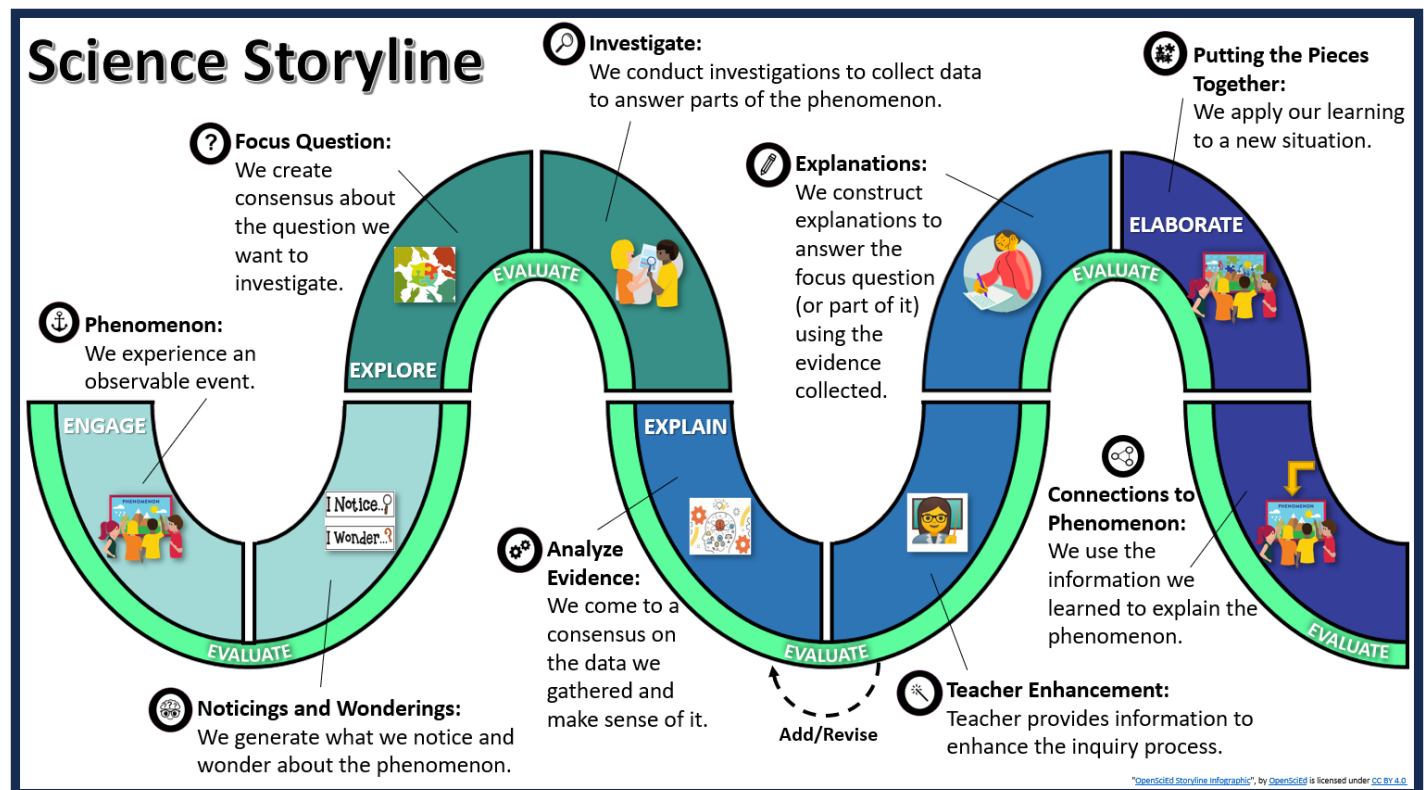 Science Storyline
Investigate:
We conduct investigations to collect data
to answer parts of the phenomenon.
Putting the Pieces
Together:
We apply our learning
to a new situation.
?
Focus Question:
We create
consensus about
the question we
want to
investigate.
Explanations:
We construct
explanations to
answer the
focus question
(or part of it)
using the
evidence
collected.
ELABORATE
EVALUATE
EVALUATE
Phenomenon:
We experience an
observable event.
EXPLORE
ENGAGE
EXPLAIN
PHENOMENON
I Notice..
I Wonder..?
PHENOMENON
Connections to
Phenomenon:
We use the
information we
learned to explain the
phenomenon.
Analyze
Evidence:
We come to a
consensus on
the data we
gathered and
make sense of it.
EVALUATE
EVALUATE
EVALUATE
Noticings and Wonderings:
We generate what we notice and
wonder about the phenomenon.
Add/Revise
Teacher Enhancement:
Teacher provides information to
enhance the inquiry process.
"OpenSciEd Storyline Infographic", by OpenSciEd is licensed under CC BY 4.0